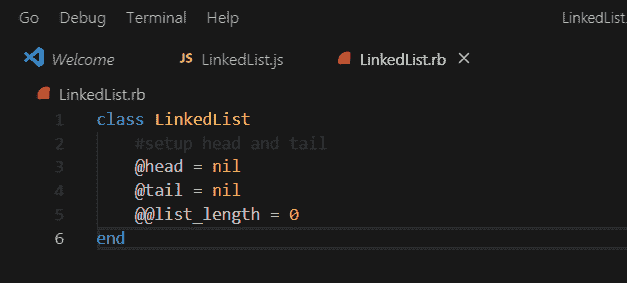 Go Debug Terminal Help LinkedList.
Welcome JS LinkedList.js LinkedList.rb ×
LinkedList.rb
1 class LinkedList
2 #setup head and tail
3 @head = nil
4 @tail = nil
5 @@list_length = 0
6 end